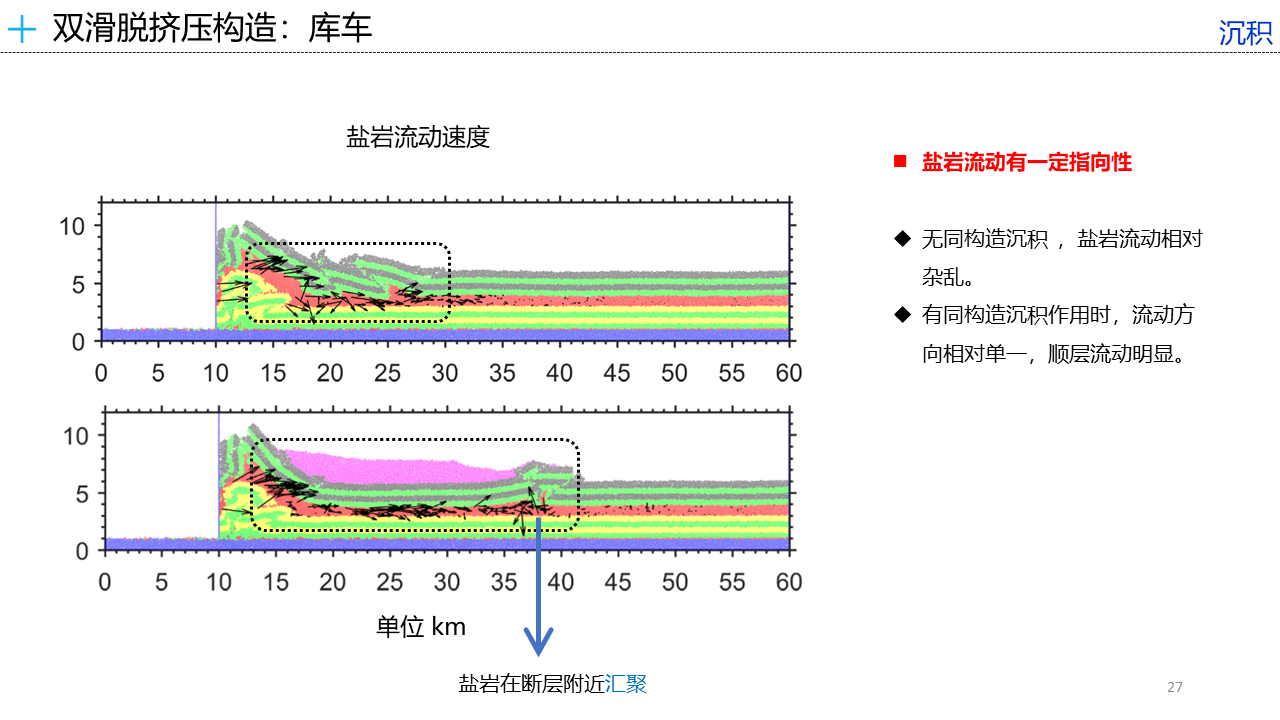 双滑脱挤压构造：库车
沉积
盐岩流动速度
■ 盐岩流动有一定指向性
◆ 无同构造沉积 ，盐岩流动相对
杂乱。
◆ 有同构造沉积作用时，流动方
向相对单一，顺层流动明显。
10
5
0
0 5 10 15 20 25 30 35 40 45 50 55 60
10
5
0
0 5 10 15 20 25 30 35 40 45 50 55 60
单位 km
盐岩在断层附近汇聚
27